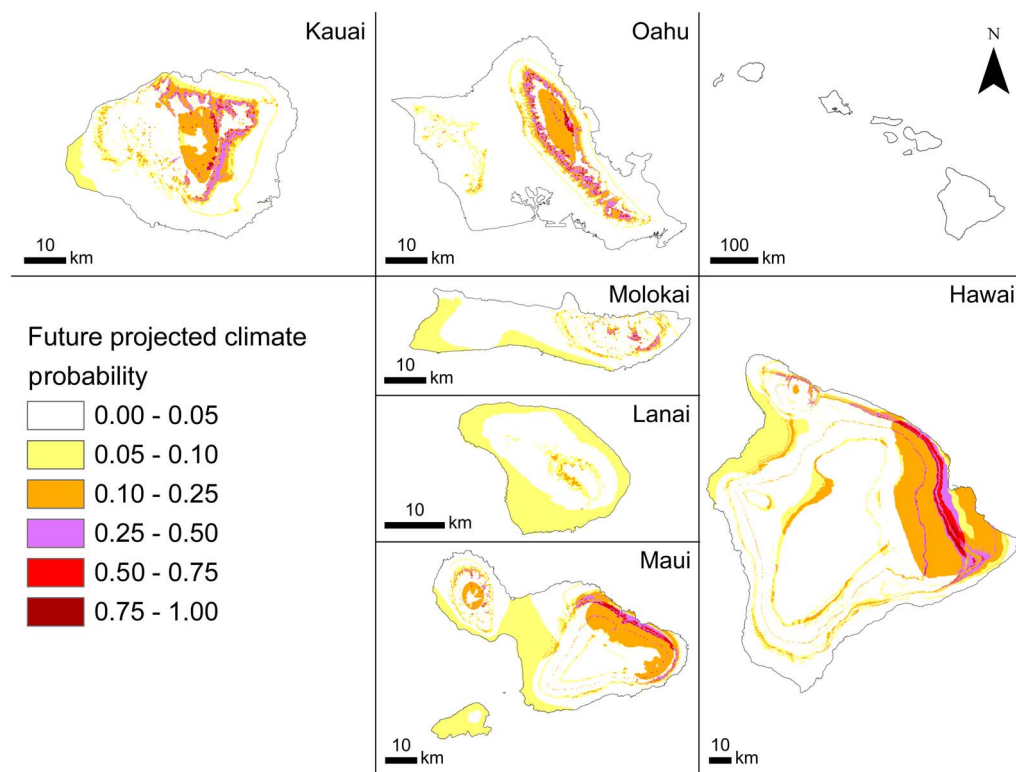 Kauai
10
km
Oahu
10
km
N
100
km
Future projected climate
probability
0.00 - 0.05
0.05 - 0.10
0.10 - 0.25
0.25 - 0.50
0.50 - 0.75
0.75 - 1.00
Molokai
10
km
Lanai
10
km
Maui
10
km
Hawai
10
km